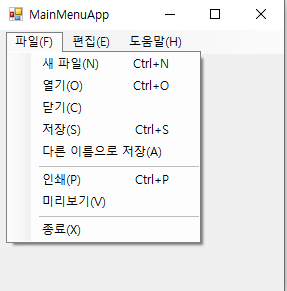 MainMenuApp
파일(F) 편집(E) 도움말(H)
새 파일(N) Ctrl+N
열기(O) Ctrl+O
닫기(C)
저장(S) Ctrl+S
다른 이름으로 저장(A)
인쇄(P) Ctrl+P
미리보기(V)
종료(X)